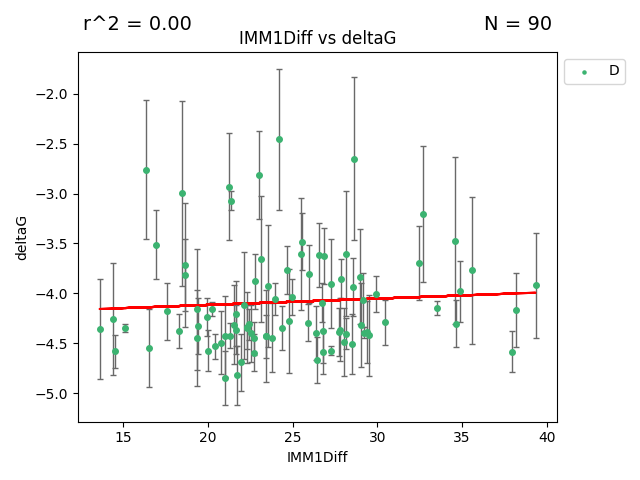 r^2 = 0.00
N = 90
IMM1Diff vs deltaG
D
deltaG
−2.0
−2.5
−3.0
−3.5
−4.0
−4.5
−5.0
15 20 25 30 35 40
IMM1Diff